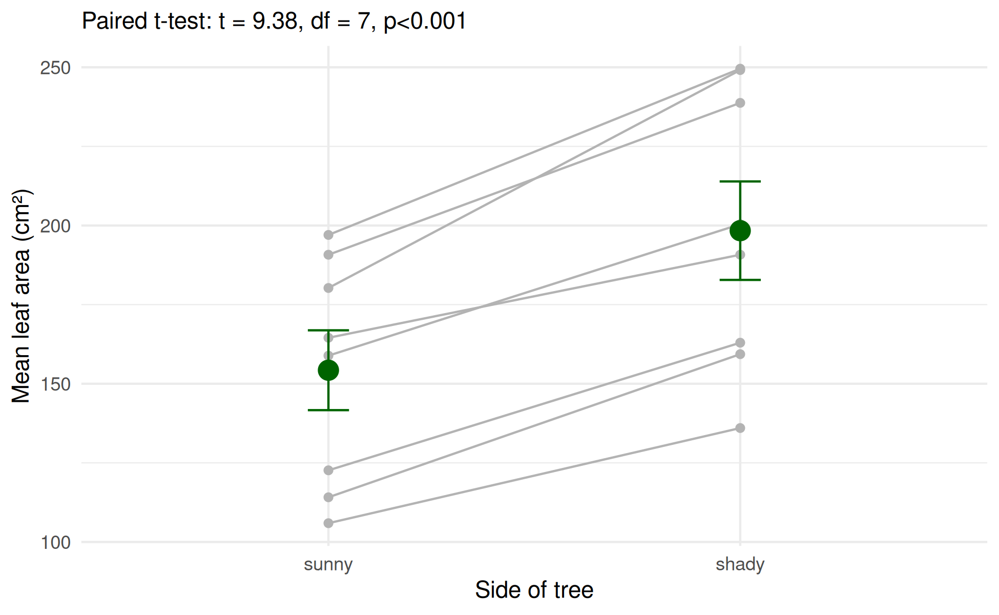 Paired t-test: t = 9.38, df = 7, p<0.001
Mean leaf area (cm²)
250
200
150
100
sunny
shady
Side of tree